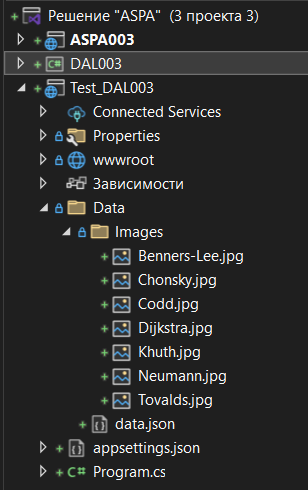 Решение "ASPA" (3 проекта 3)
ASPA003
DAL003
Test_DAL003
Connected Services
Properties
wwwroot
Зависимости
Data
Images
Benners-Lee.jpg
Chonsky.jpg
Codd.jpg
Dijkstra.jpg
Khuth.jpg
Neumann.jpg
Tovalds.jpg
data.json
appsettings.json
C# Program.cs